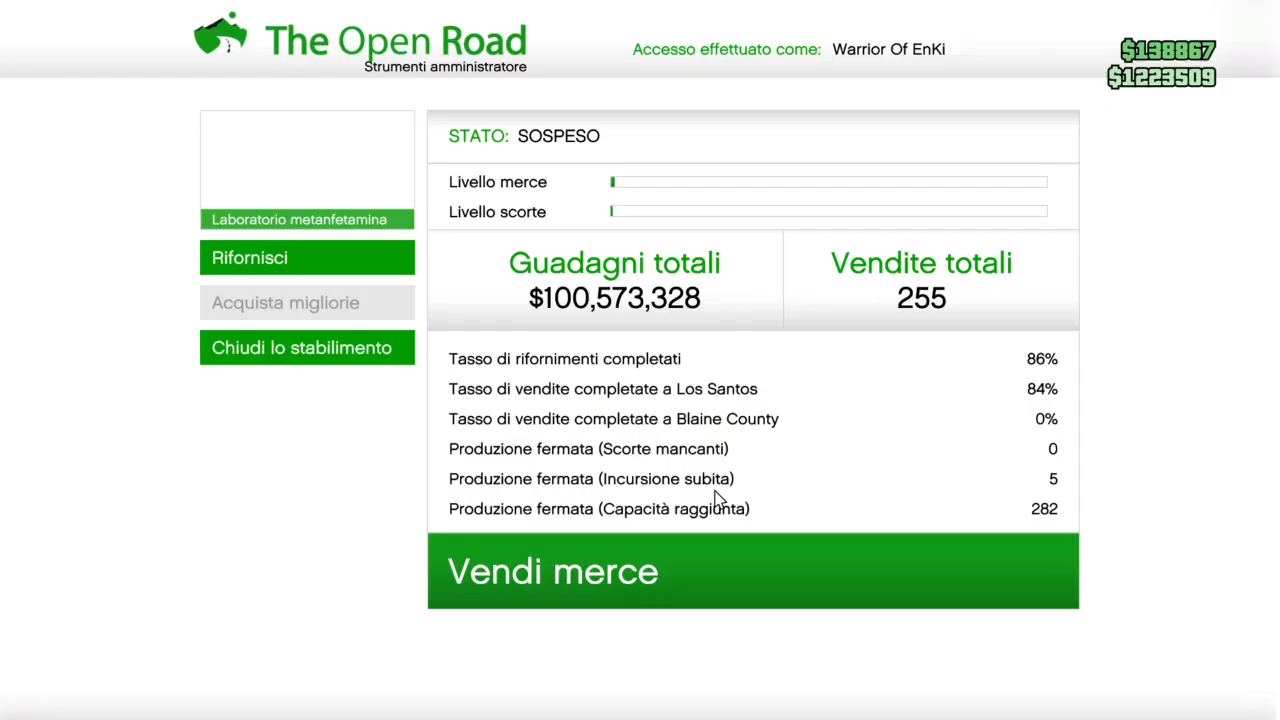 The Open Road
Strumenti amministratore
Accesso effettuato come: Warrior Of EnKi
$138867
$1223509
Laboratorio metanfetamina
Rifornisci
Acquista migliorie
Chiudi lo stabilimento
STATO: SOSPESO
Livello merce
Livello scorte
Guadagni totali
$100,573,328
Vendite totali
255
Tasso di rifornimenti completati 86%
Tasso di vendite completate a Los Santos 84%
Tasso di vendite completate a Blaine County 0%
Produzione fermata (Scorte mancanti) 0
Produzione fermata (Incursione subita) 5
Produzione fermata (Capacità raggiunta) 282
Vendi merce